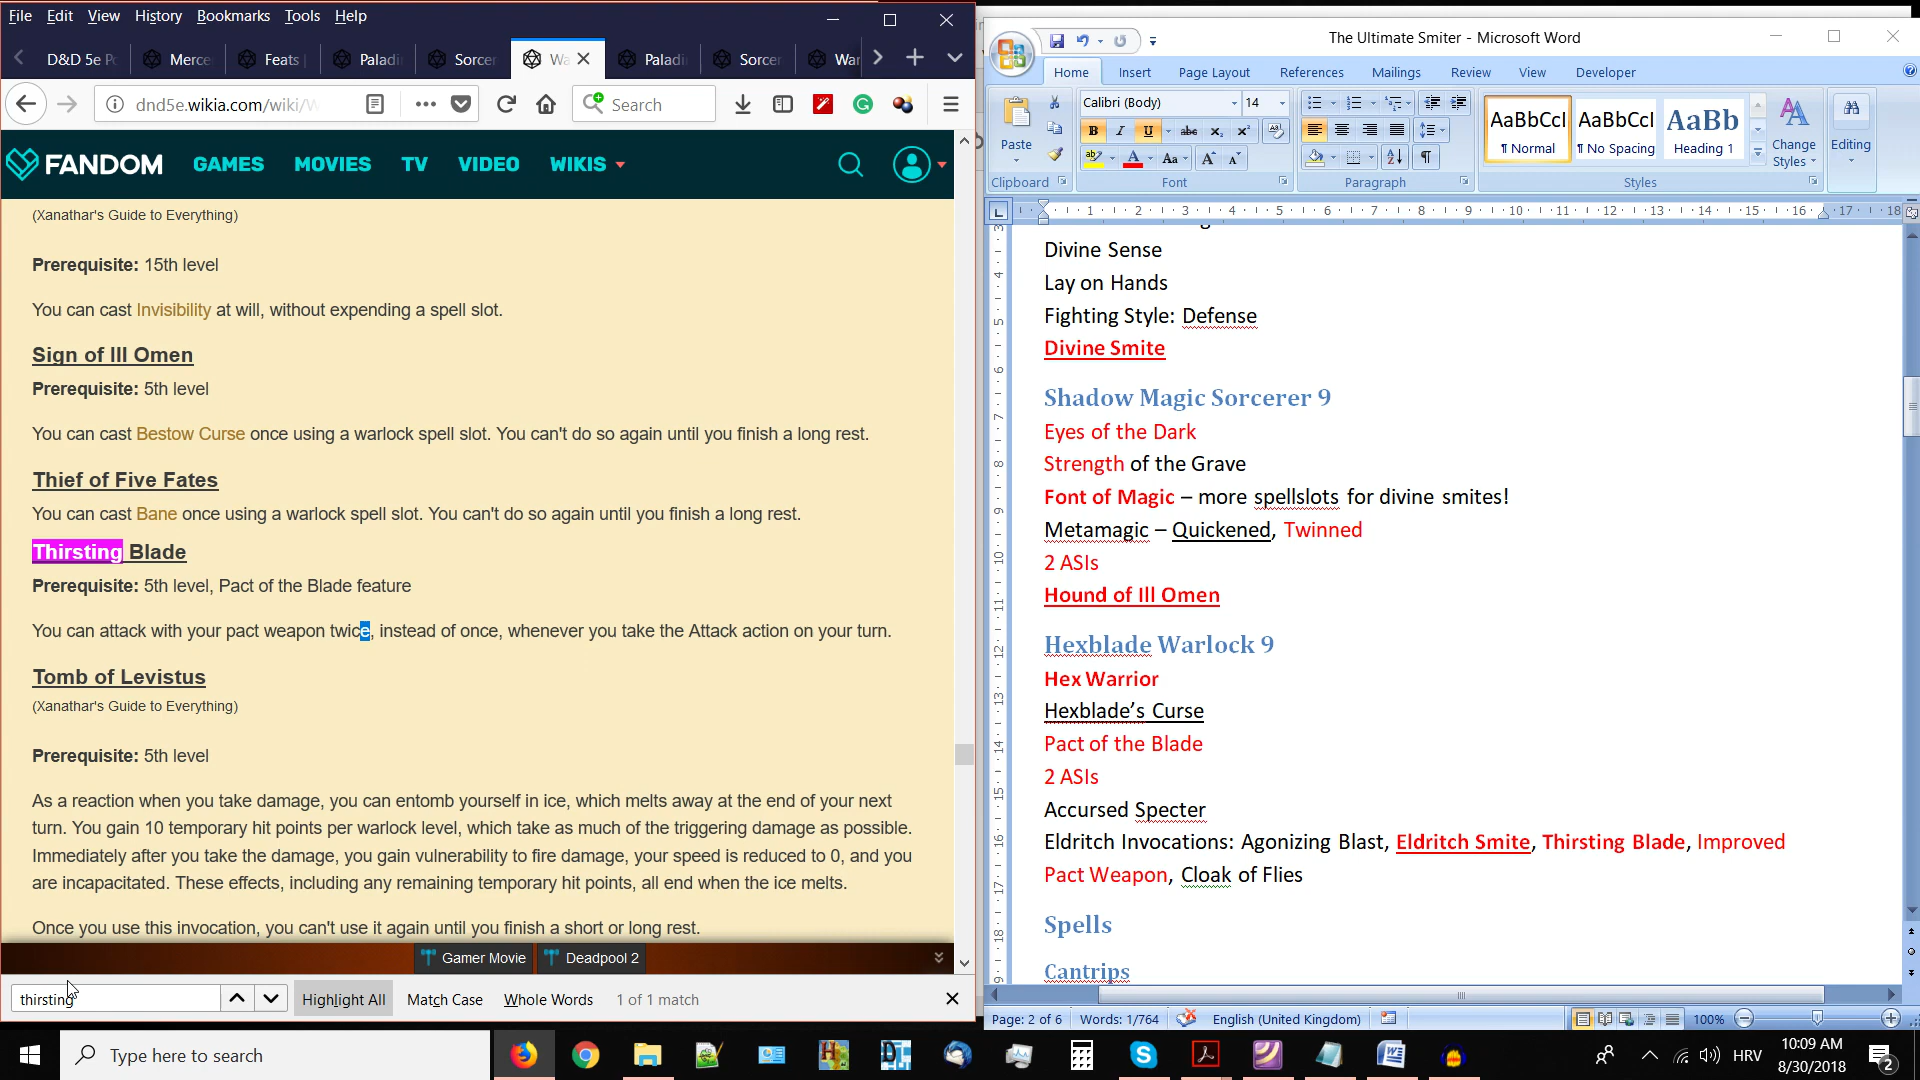 File Edit View History Bookmarks Tools Help
D&D 5e Merce Feats Paladi Sorcer Wa Paladi Sorcer War
dnd5e.wikia.com/wiki/ Search
FANDOM GAMES MOVIES TV VIDEO WIKIS
(Xanathar's Guide to Everything)
Prerequisite: 15th level
You can cast Invisibility at will, without expending a spell slot.
Sign of Ill Omen
Prerequisite: 5th level
You can cast Bestow Curse once using a warlock spell slot. You can't do so again until you finish a long rest.
Thief of Five Fates
You can cast Bane once using a warlock spell slot. You can't do so again until you finish a long rest.
Thirsting Blade
Prerequisite: 5th level, Pact of the Blade feature
You can attack with your pact weapon twice, instead of once, whenever you take the Attack action on your turn.
Tomb of Levistus
(Xanathar's Guide to Everything)
Prerequisite: 5th level
As a reaction when you take damage, you can entomb yourself in ice, which melts away at the end of your next
turn. You gain 10 temporary hit points per warlock level, which take as much of the triggering damage as possible.
Immediately after you take the damage, you gain vulnerability to fire damage, your speed is reduced to 0, and you
are incapacitated. These effects, including any remaining temporary hit points, all end when the ice melts.
Once you use this invocation, you can't use it again until you finish a short or long rest.
Gamer Movie Deadpool 2
thirsting Highlight All Match Case Whole Words 1 of 1 match
The Ultimate Smiter - Microsoft Word
Home Insert Page Layout References Mailings Review View Developer
Calibri (Body) 14
AaBbCcI AaBbCcI AaBb
Paste
¶ Normal ¶ No Spacing Heading 1 Change Styles Editing
Clipboard Font Paragraph Styles
1 2 3 4 5 6 7 8 9 10 11 12 13 14 15 16 17 18
Divine Sense
Lay on Hands
Fighting Style: Defense
Divine Smite
Shadow Magic Sorcerer 9
Eyes of the Dark
Strength of the Grave
Font of Magic – more spellslots for divine smites!
Metamagic – Quickened, Twinned
2 ASIs
Hound of Ill Omen
Hexblade Warlock 9
Hex Warrior
Hexblade’s Curse
Pact of the Blade
2 ASIs
Accursed Specter
Eldritch Invocations: Agonizing Blast, Eldritch Smite, Thirsting Blade, Improved
Pact Weapon, Cloak of Flies
Spells
Cantrips
Page: 2 of 6 Words: 1/764 English (United Kingdom) 100%
Type here to search
HRV 10:09 AM
8/30/2018
2